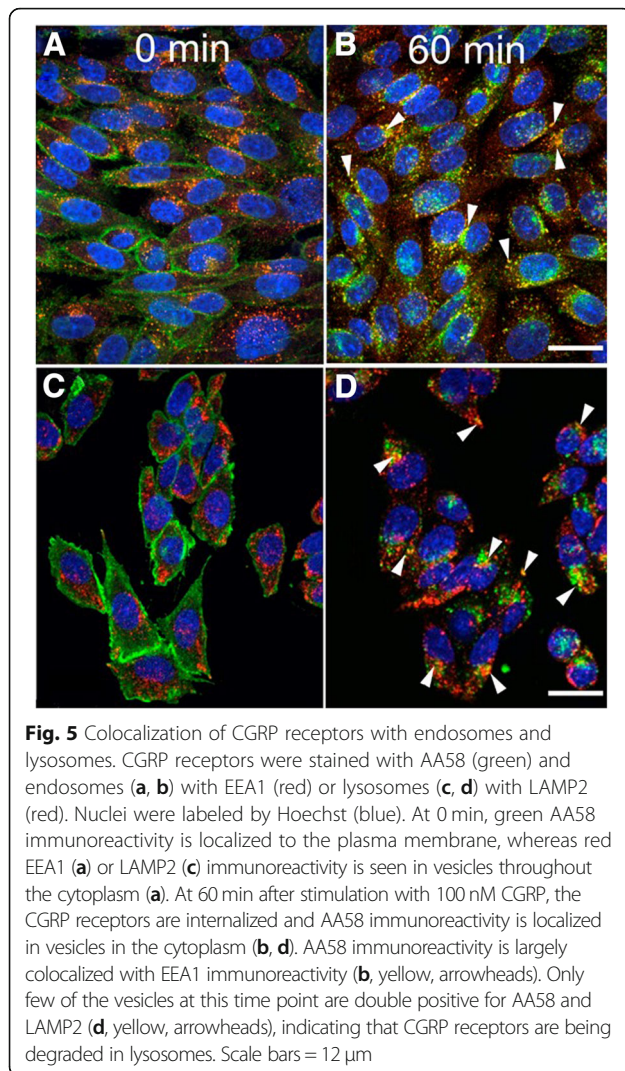 A 0 min B 60 min
C D
Fig. 5 Colocalization of CGRP receptors with endosomes and
lysosomes. CGRP receptors were stained with AA58 (green) and
endosomes (a, b) with EEA1 (red) or lysosomes (c, d) with LAMP2
(red). Nuclei were labeled by Hoechst (blue). At 0 min, green AA58
immunoreactivity is localized to the plasma membrane, whereas red
EEA1 (a) or LAMP2 (c) immunoreactivity is seen in vesicles throughout
the cytoplasm (a). At 60 min after stimulation with 100 nM CGRP, the
CGRP receptors are internalized and AA58 immunoreactivity is localized
in vesicles in the cytoplasm (b, d). AA58 immunoreactivity is largely
colocalized with EEA1 immunoreactivity (b, yellow, arrowheads). Only
few of the vesicles at this time point are double positive for AA58 and
LAMP2 (d, yellow, arrowheads), indicating that CGRP receptors are being
degraded in lysosomes. Scale bars = 12 μm